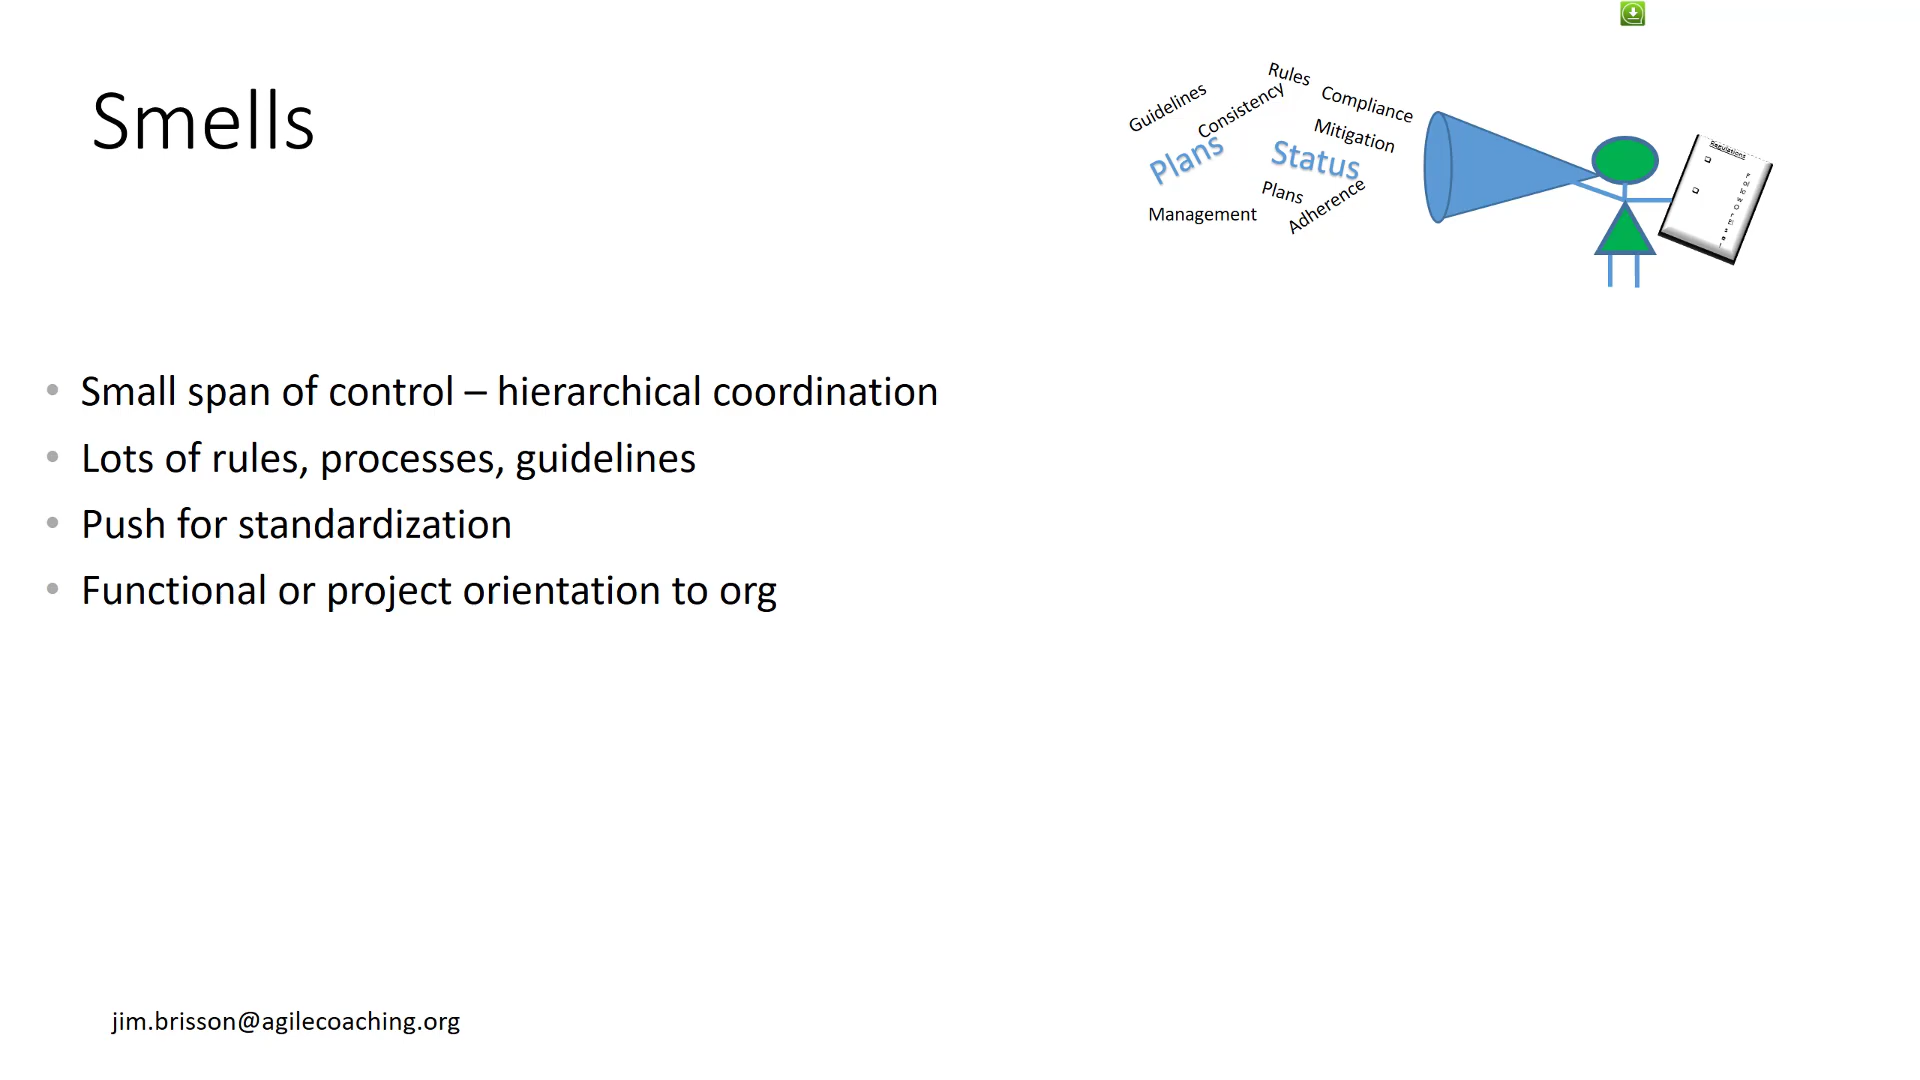 Smells
Rules
Guidelines
Consistency
Compliance
Mitigation
Plans
Status
Plans
Adherence
Management
Regulations
• Small span of control – hierarchical coordination
• Lots of rules, processes, guidelines
• Push for standardization
• Functional or project orientation to org
jim.brisson@agilecoaching.org